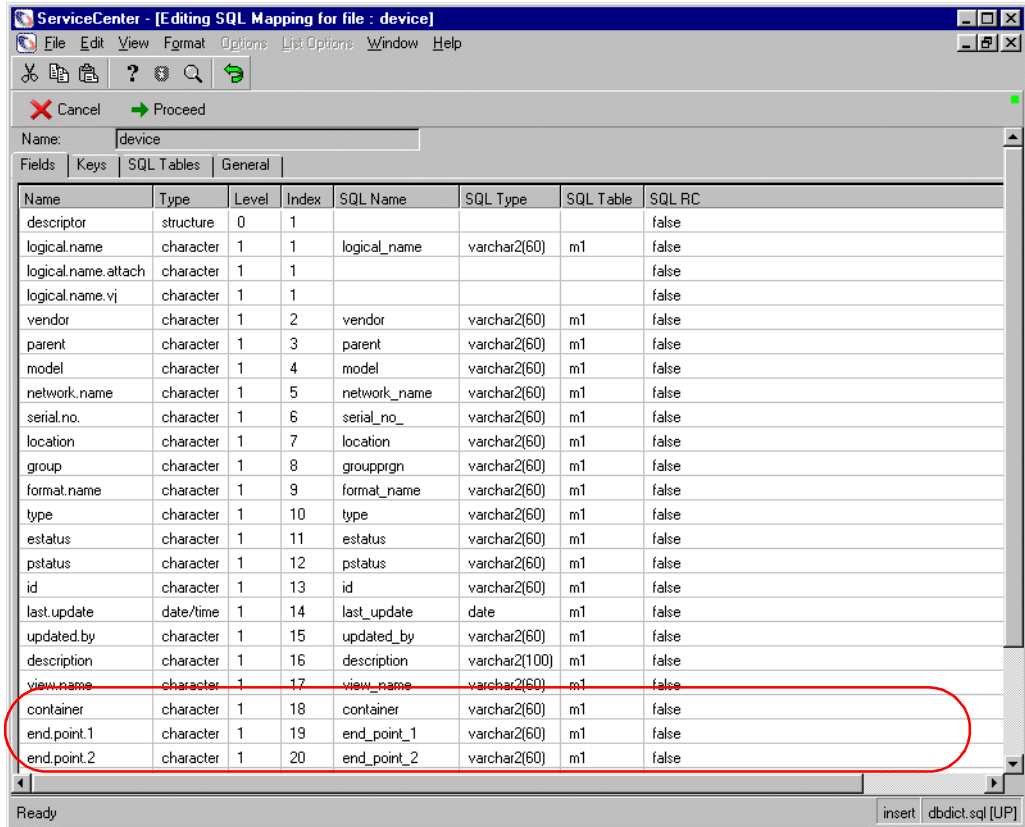 ServiceCenter - [Editing SQL Mapping for file : device]
File Edit View Format Options List Options Window Help
Cancel Proceed
Name: device
Fields Keys SQL Tables General
Name Type Level Index SQL Name SQL Type SQL Table SQL RC
descriptor structure 0 1 false
logical.name character 1 1 logical_name varchar2(60) m1 false
logical.name.attach character 1 1 false
logical.name.vj character 1 1 false
vendor character 1 2 vendor varchar2(60) m1 false
parent character 1 3 parent varchar2(60) m1 false
model character 1 4 model varchar2(60) m1 false
network.name character 1 5 network_name varchar2(60) m1 false
serial.no. character 1 6 serial_no_ varchar2(60) m1 false
location character 1 7 location varchar2(60) m1 false
group character 1 8 groupprgn varchar2(60) m1 false
format.name character 1 9 format_name varchar2(60) m1 false
type character 1 10 type varchar2(60) m1 false
estatus character 1 11 estatus varchar2(60) m1 false
pstatus character 1 12 pstatus varchar2(60) m1 false
id character 1 13 id varchar2(60) m1 false
last.update date/time 1 14 last_update date m1 false
updated.by character 1 15 updated_by varchar2(60) m1 false
description character 1 16 description varchar2(100) m1 false
view.name character 1 17 view_name varchar2(60) m1 false
container character 1 18 container varchar2(60) m1 false
end.point.1 character 1 19 end_point_1 varchar2(60) m1 false
end.point.2 character 1 20 end_point_2 varchar2(60) m1 false
Ready insert dbdict.sql [UP]